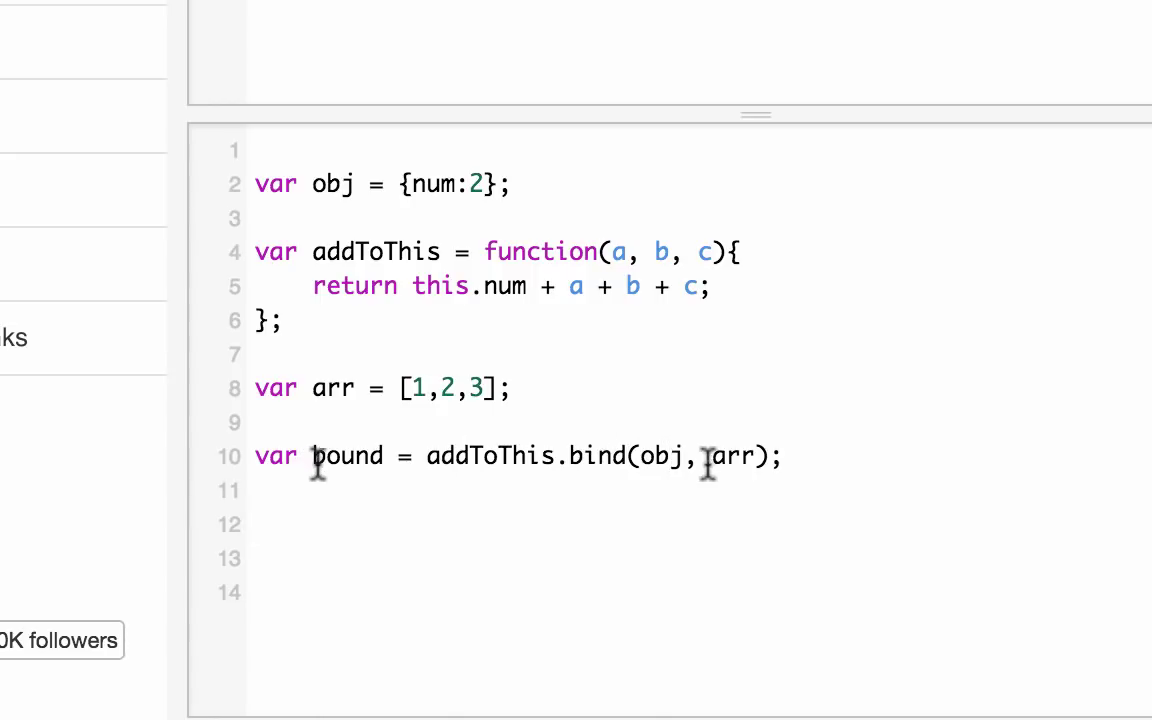 1
2 var obj = {num:2};
3
4 var addToThis = function(a, b, c){
5     return this.num + a + b + c;
6 };
7
8 var arr = [1,2,3];
9
nks
10 var bound = addToThis.bind(obj, arr);
11
12
13
14
0K followers